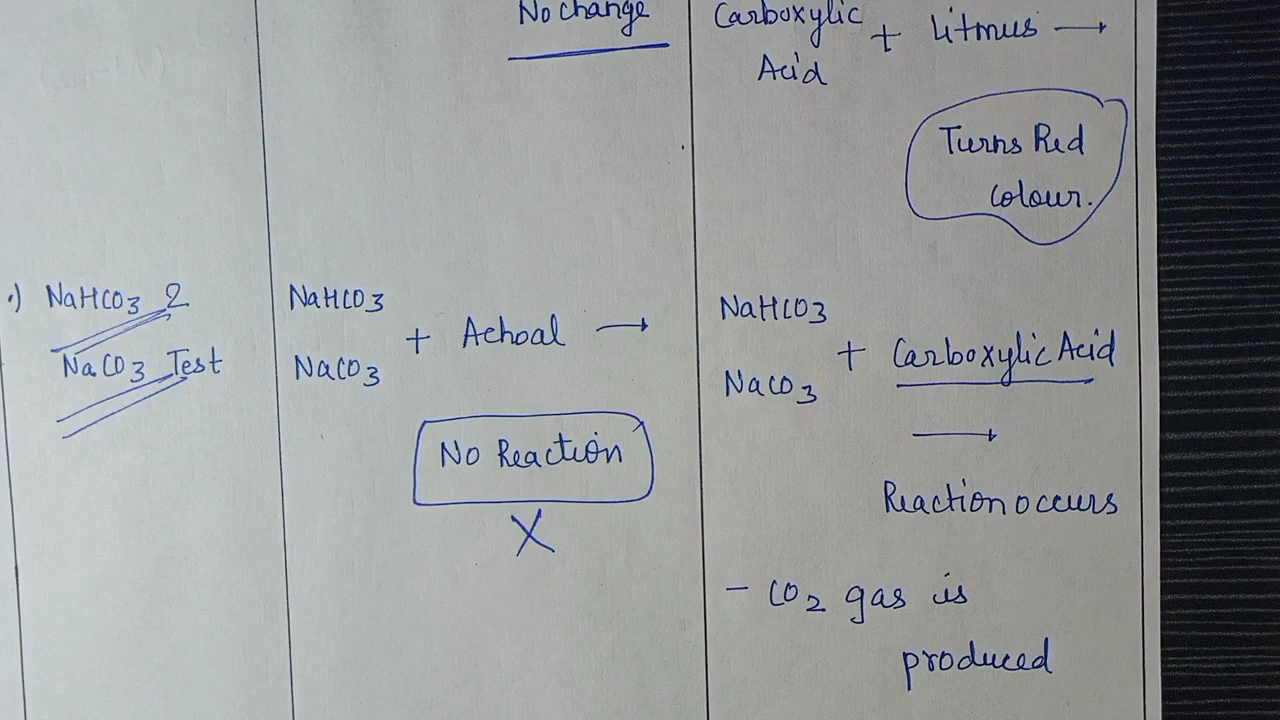 No change
Carboxylic Acid + litmus →
Turns Red
colour.
•) NaHCO3 2
NaCO3 Test
NaHCO3
NaCO3
+ Achoal →
No Reaction
X
NaHCO3
NaCO3
+ Carboxylic Acid
→
Reaction occurs
- CO2 gas is
produced